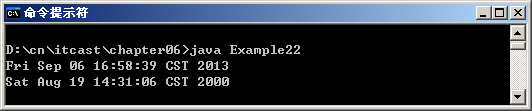 命令提示符
D:\cn\itcast\chapter06>java Example22
Fri Sep 06 16:58:39 CST 2013
Sat Aug 19 14:31:06 CST 2000